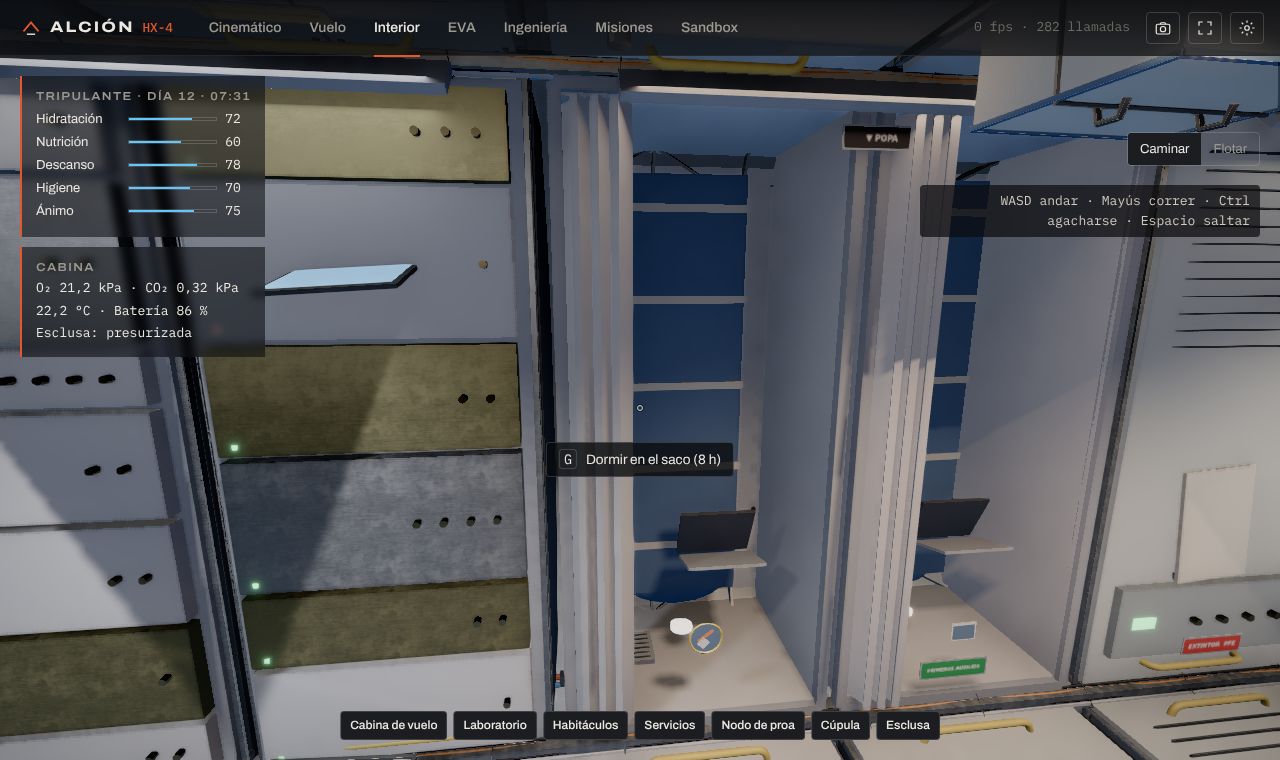 ALCIÓN HX-4
Cinemático Vuelo Interior EVA Ingeniería Misiones Sandbox
0 fps · 282 llamadas
TRIPULANTE · DÍA 12 · 07:31
Hidratación 72
Nutrición 60
Descanso 78
Higiene 70
Ánimo 75
CABINA
O₂ 21,2 kPa · CO₂ 0,32 kPa
22,2 °C · Batería 86 %
Esclusa: presurizada
▼ POPA
Caminar Flotar
WASD andar · Mayús correr · Ctrl
agacharse · Espacio saltar
G Dormir en el saco (8 h)
EXTINTOR PFE
PRIMEROS AUXILIOS
Cabina de vuelo Laboratorio Habitáculos Servicios Nodo de proa Cúpula Esclusa